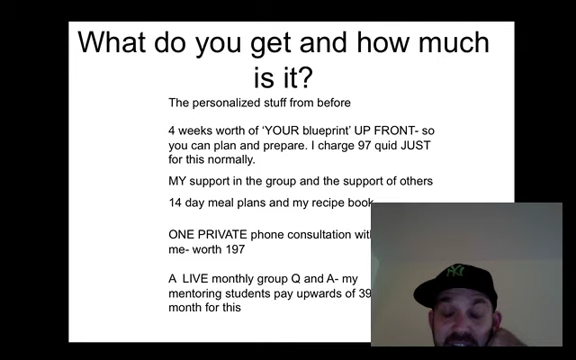 What do you get and how much
is it?
The personalized stuff from before
4 weeks worth of ‘YOUR blueprint’ UP FRONT- so
you can plan and prepare. I charge 97 quid JUST
for this normally.
MY support in the group and the support of others
14 day meal plans and my recipe book
ONE PRIVATE phone consultation with
me- worth 197
A LIVE monthly group Q and A- my
mentoring students pay upwards of
month for this
NY